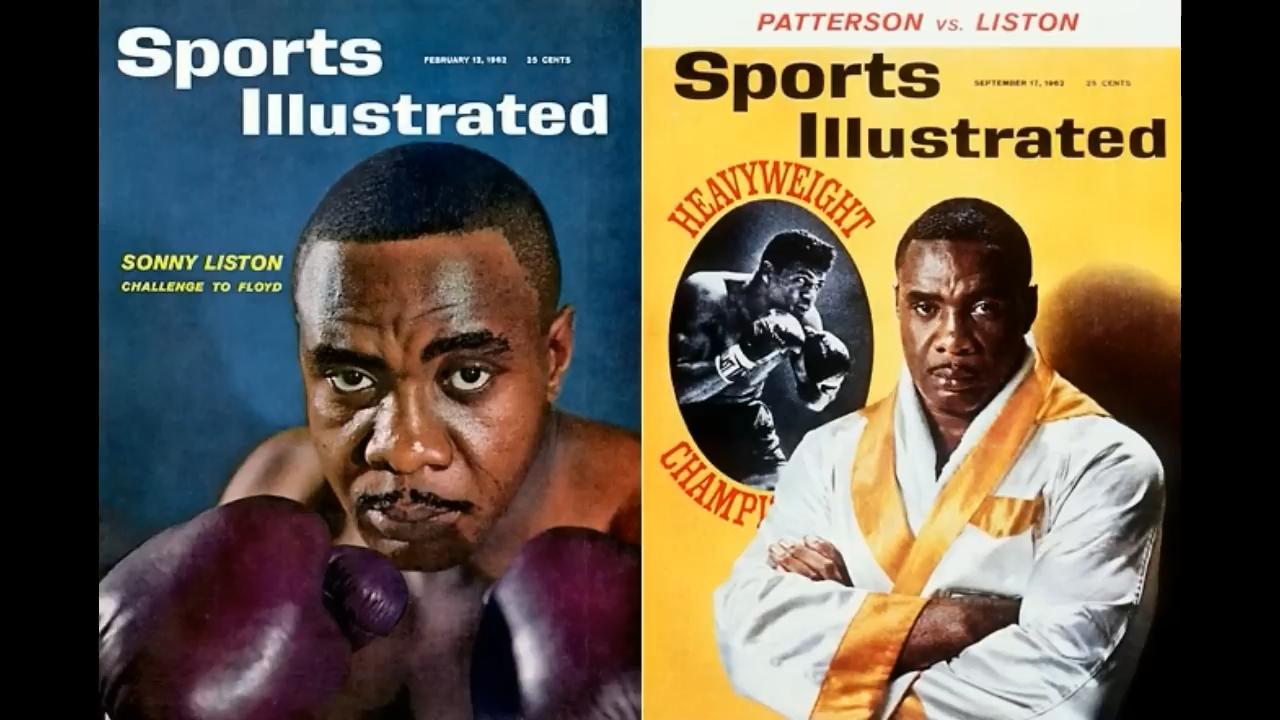 Sports
FEBRUARY 12, 1962 25 CENTS
Illustrated
SONNY LISTON
CHALLENGE TO FLOYD
PATTERSON VS. LISTON
Sports
SEPTEMBER 17, 1962 25 CENTS
Illustrated
HEAVYWEIGHT
CHAMPI